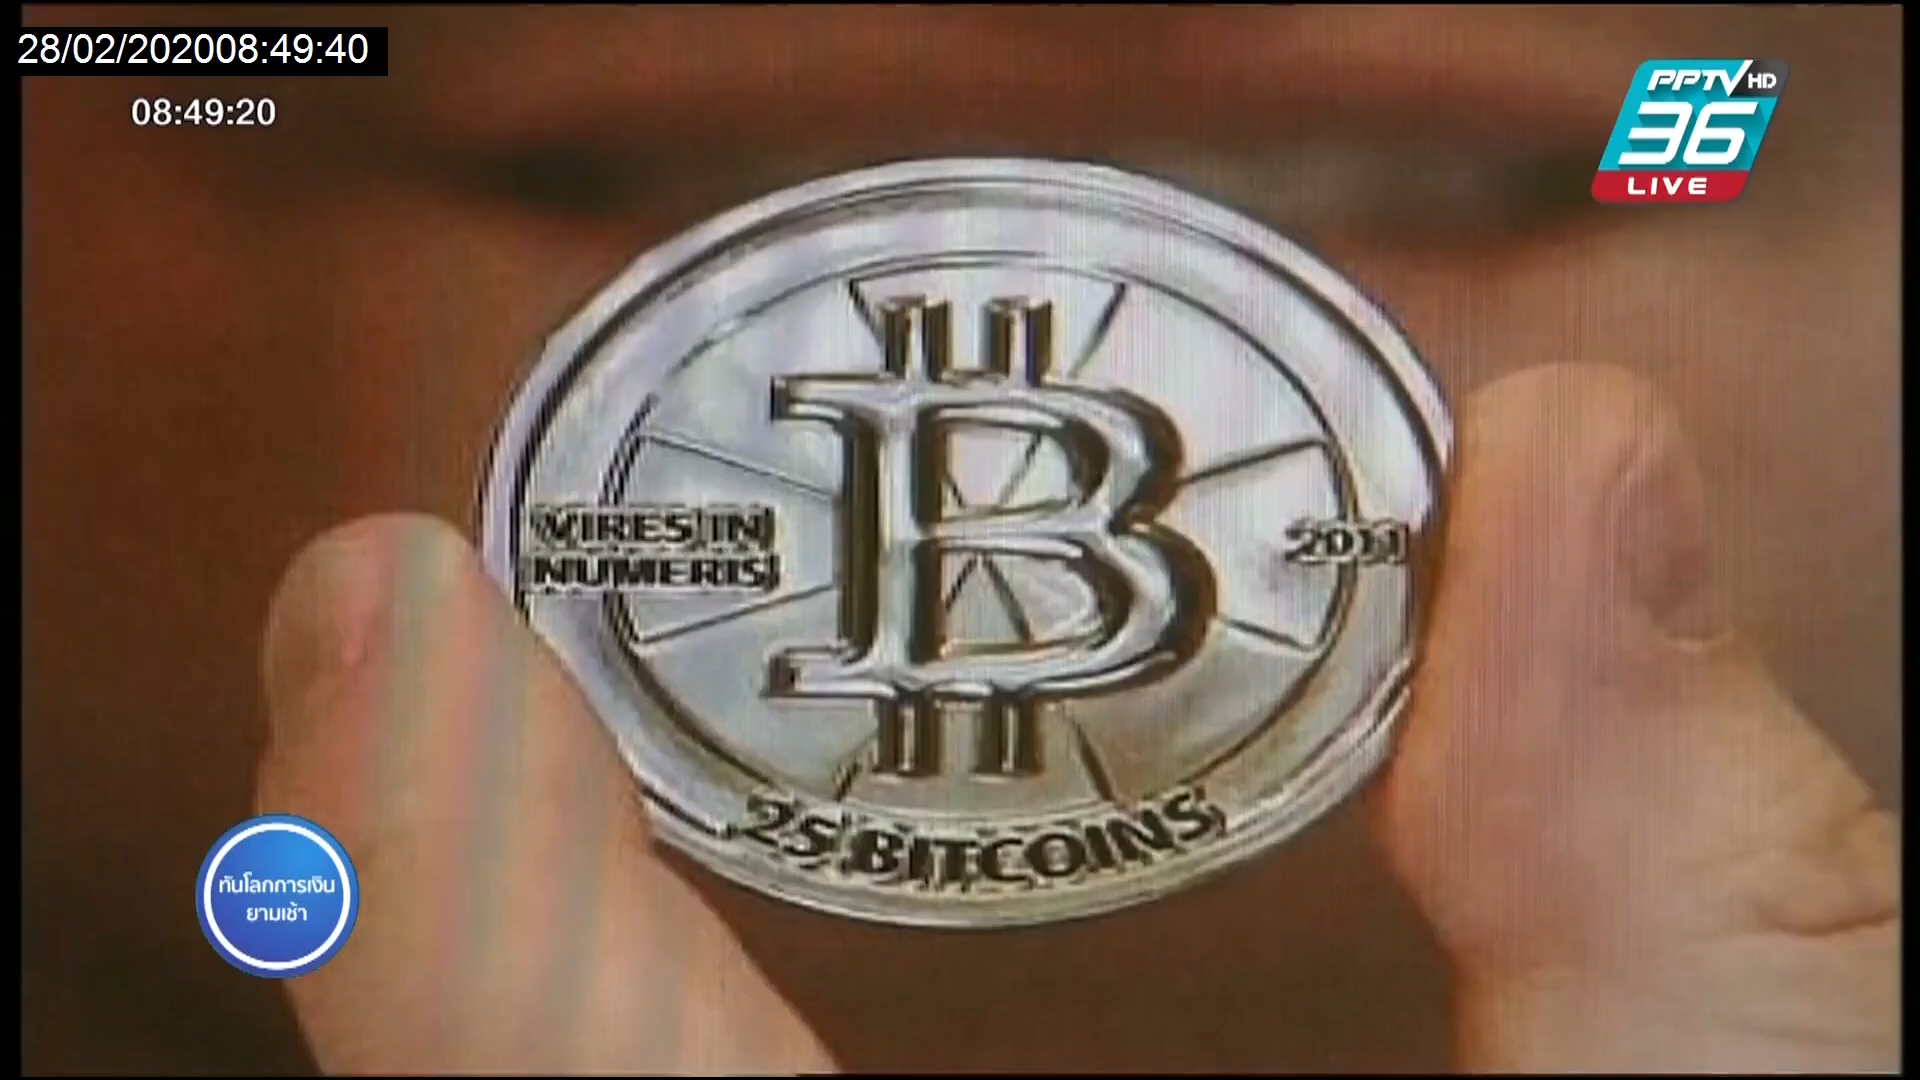 28/02/202008:49:40
08:49:20
PPTV HD
36
LIVE
VIRES IN
NUMERIS
2011
25 BITCOINS
ทันโลกการเงิน
ยามเช้า